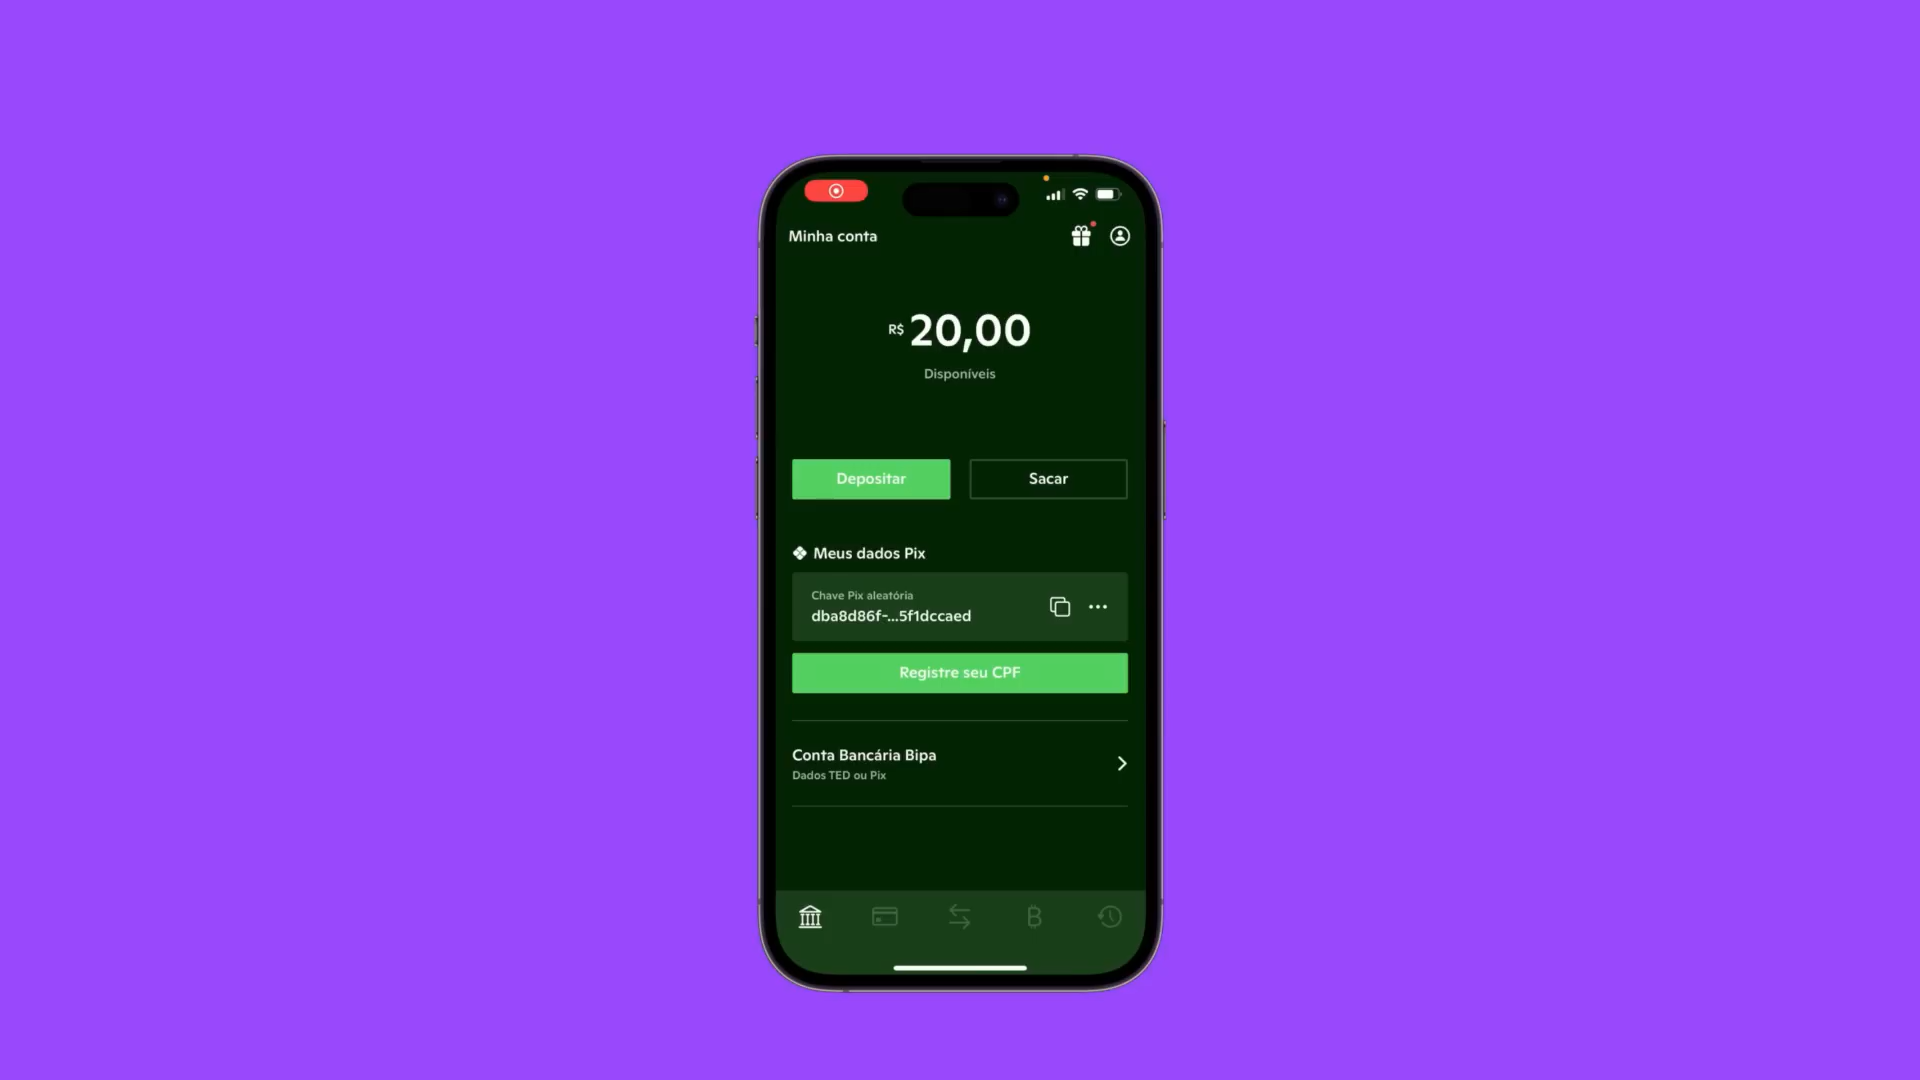 Minha conta
R$ 20,00
Disponíveis
Depositar
Sacar
Meus dados Pix
Chave Pix aleatória
dba8d86f-...5f1dccaed
Registre seu CPF
Conta Bancária Bipa
Dados TED ou Pix